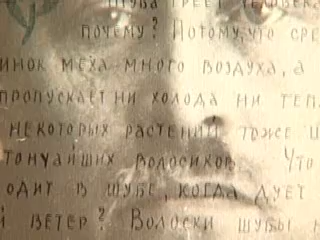 ШУБА ГРЕЕТ ЧЕЛОВЕКА
ПОЧЕМУ? ПОТОМУ, ЧТО СРЕ
ИНОК МЕХА МНОГО ВОЗДУХА, А
ПРОПУСКАЕТ НИ ХОЛОДА НИ ТЕП
НЕКОТОРЫХ РАСТЕНИЙ ТОЖЕ Ш
ТОНЧАЙШИХ ВОЛОСИКОВ. ЧТО
ОДИТ В ШУБЕ, КОГДА ДУЕТ
Й ВЕТЕР? ВОЛОСКИ ШУБЫ Н